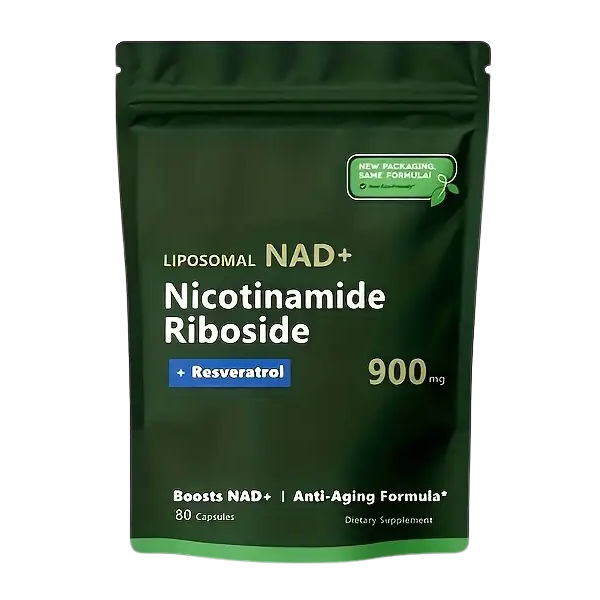 NEW PACKAGING,
SAME FORMULA!
LIPOSOMAL NAD+
Nicotinamide
Riboside
+ Resveratrol
900 mg
Boosts NAD+ | Anti-Aging Formula*
80 Capsules
Dietary Supplement